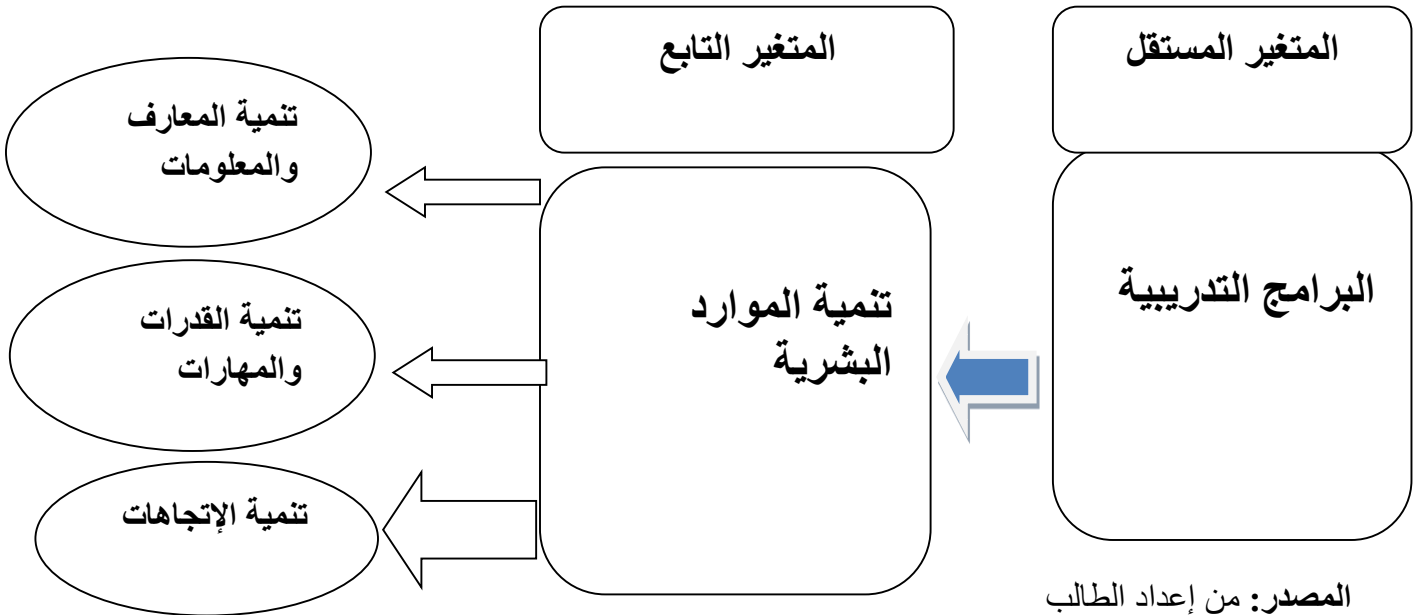 المتغير المستقل
المتغير التابع
البرامج التدريبية
تنمية الموارد
البشرية
تنمية المعارف
والمعلومات
تنمية القدرات
والمهارات
تنمية الإتجاهات
المصدر: من إعداد الطالب